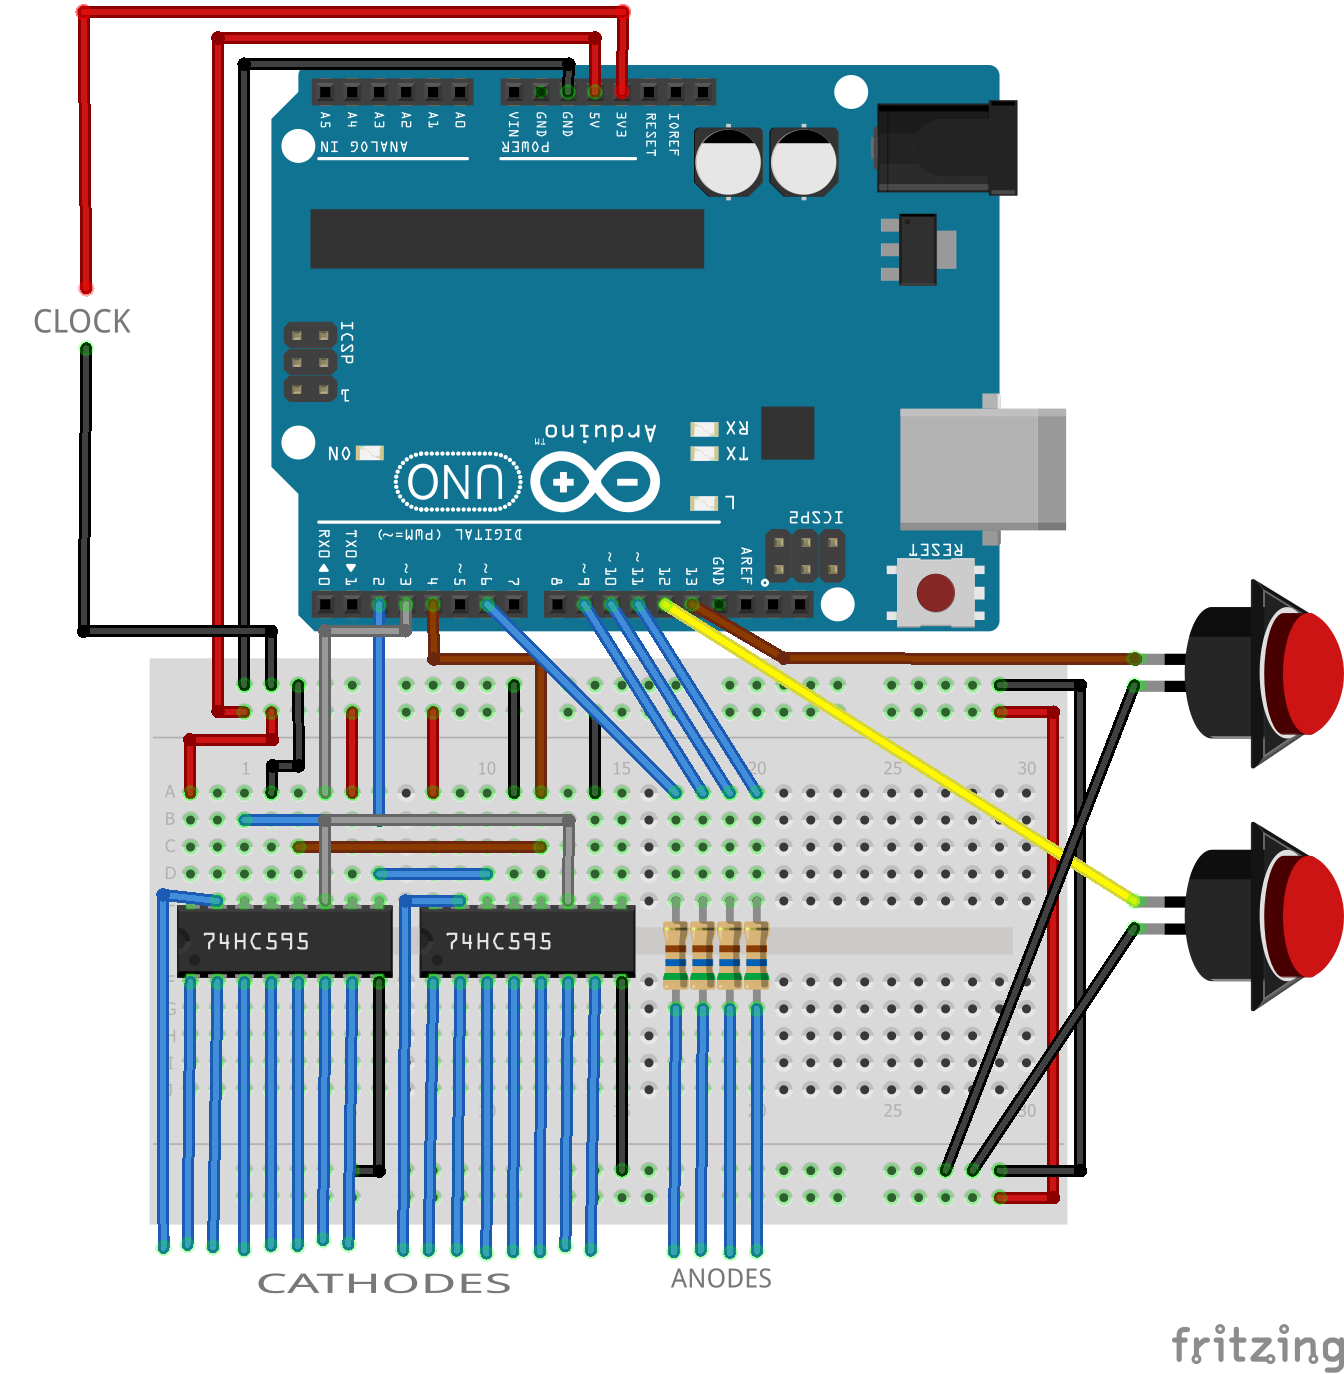 A5 A4 A3 A2 A1 A0
VIN GND GND 5V 3V3 RESET IOREF
ANALOG IN
POWER
CLOCK
ICSP
1
Arduino
TM
RX
TX
ON
UNO
L
ICSP2
DIGITAL (PWM=~)
RESET
RX0 TX0
0 1 2 ~3 4 ~5 ~6 7 8 ~9 ~10 ~11 12 13 GND AREF
1 10 15 20 25 30
A
B
C
D
74HC595 74HC595
G
H
I
J
10 15 20 25 30
CATHODES
ANODES
fritzing